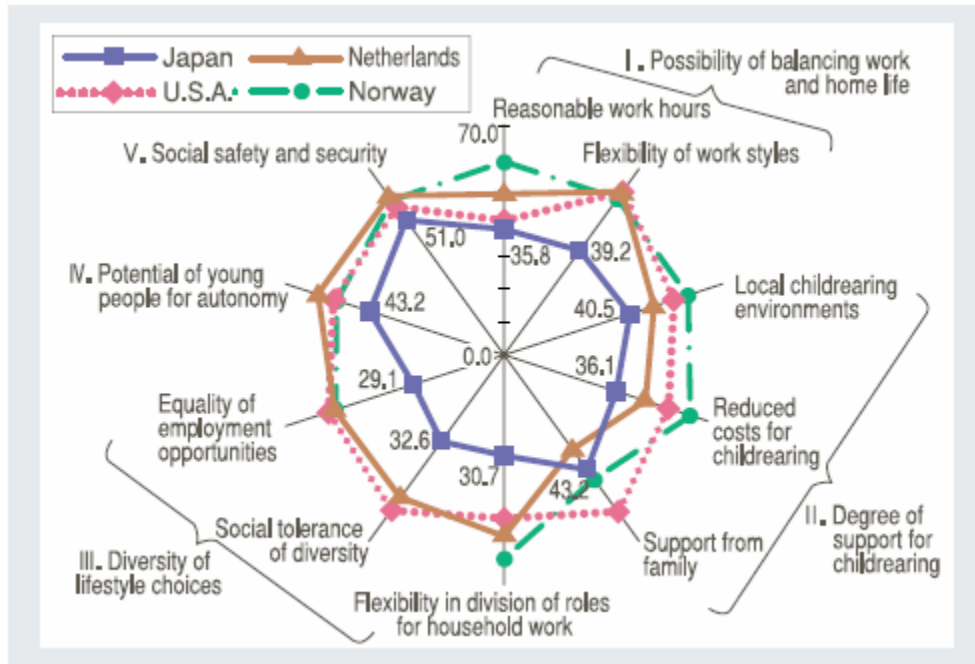 Japan
Netherlands
U.S.A.
Norway
I. Possibility of balancing work
and home life
Reasonable work hours
70.0
Flexibility of work styles
V. Social safety and security
51.0
35.8
39.2
IV. Potential of young
people for autonomy
43.2
40.5
Local childrearing
environments
0.0
29.1
36.1
Equality of
employment
opportunities
Reduced
costs for
childrearing
32.6
30.7
43.2
Social tolerance
of diversity
Support from
family
II. Degree of
support for
childrearing
III. Diversity of
lifestyle choices
Flexibility in division of roles
for household work